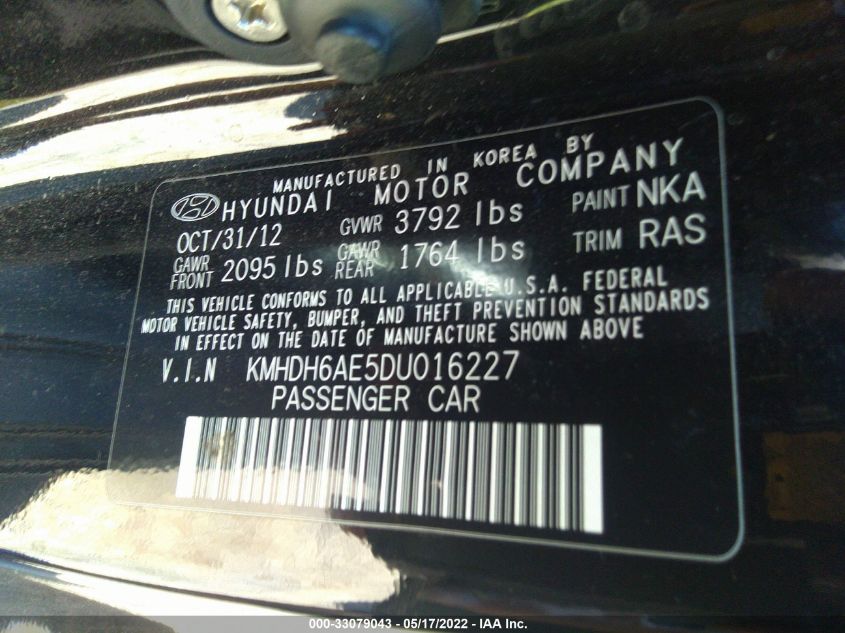 MANUFACTURED IN KOREA BY
HYUNDAI MOTOR COMPANY
OCT/31/12 GVWR 3792 lbs PAINT NKA
GAWR FRONT 2095 lbs GAWR REAR 1764 lbs TRIM RAS
THIS VEHICLE CONFORMS TO ALL APPLICABLE U.S.A. FEDERAL
MOTOR VEHICLE SAFETY, BUMPER, AND THEFT PREVENTION STANDARDS
IN EFFECT ON THE DATE OF MANUFACTURE SHOWN ABOVE
V.I.N KMHDH6AE5DU016227
PASSENGER CAR
000-33079043 - 05/17/2022 - IAA Inc.